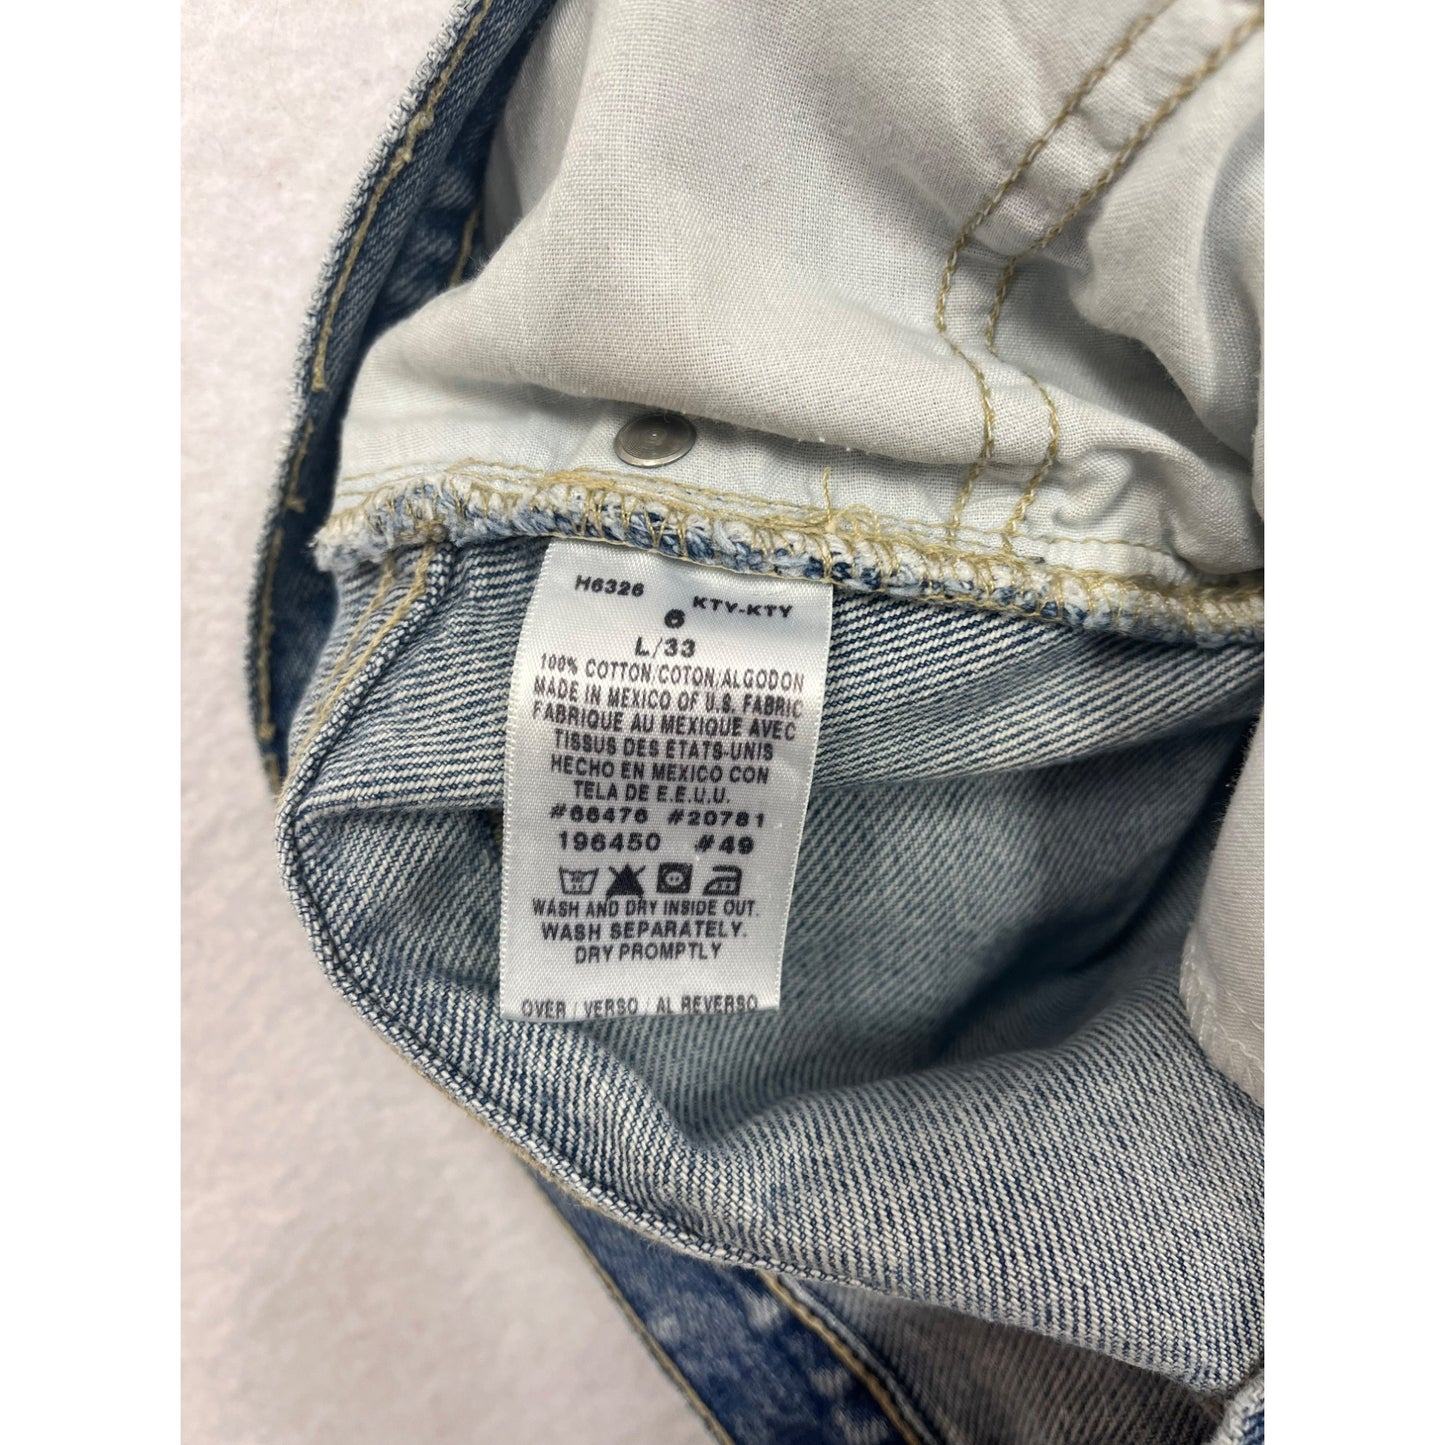 H6326 KTY-KTY
6
L/33
100% COTTON/COTON/ALGODON
MADE IN MEXICO OF U.S. FABRIC
FABRIQUE AU MEXIQUE AVEC
TISSUS DES ETATS-UNIS
HECHO EN MEXICO CON
TELA DE E.E.U.U.
#66476 #20781
196450 #49
WASH AND DRY INSIDE OUT.
WASH SEPARATELY.
DRY PROMPTLY
OVER / VERSO / AL REVERSO